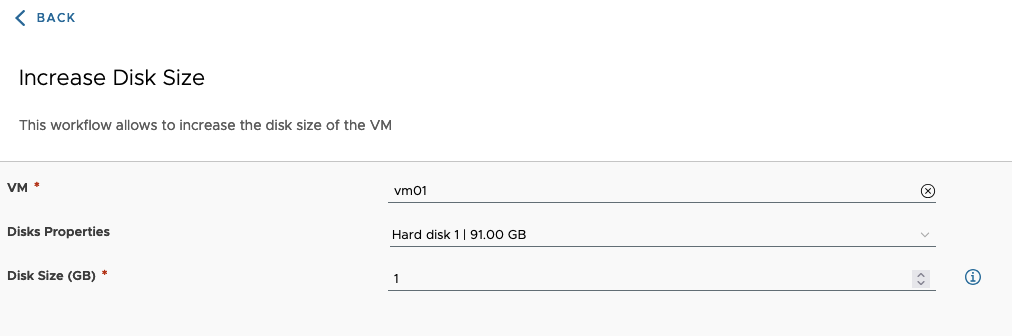 BACK
Increase Disk Size
This workflow allows to increase the disk size of the VM
VM * vm01
Disks Properties Hard disk 1 | 91.00 GB
Disk Size (GB) * 1